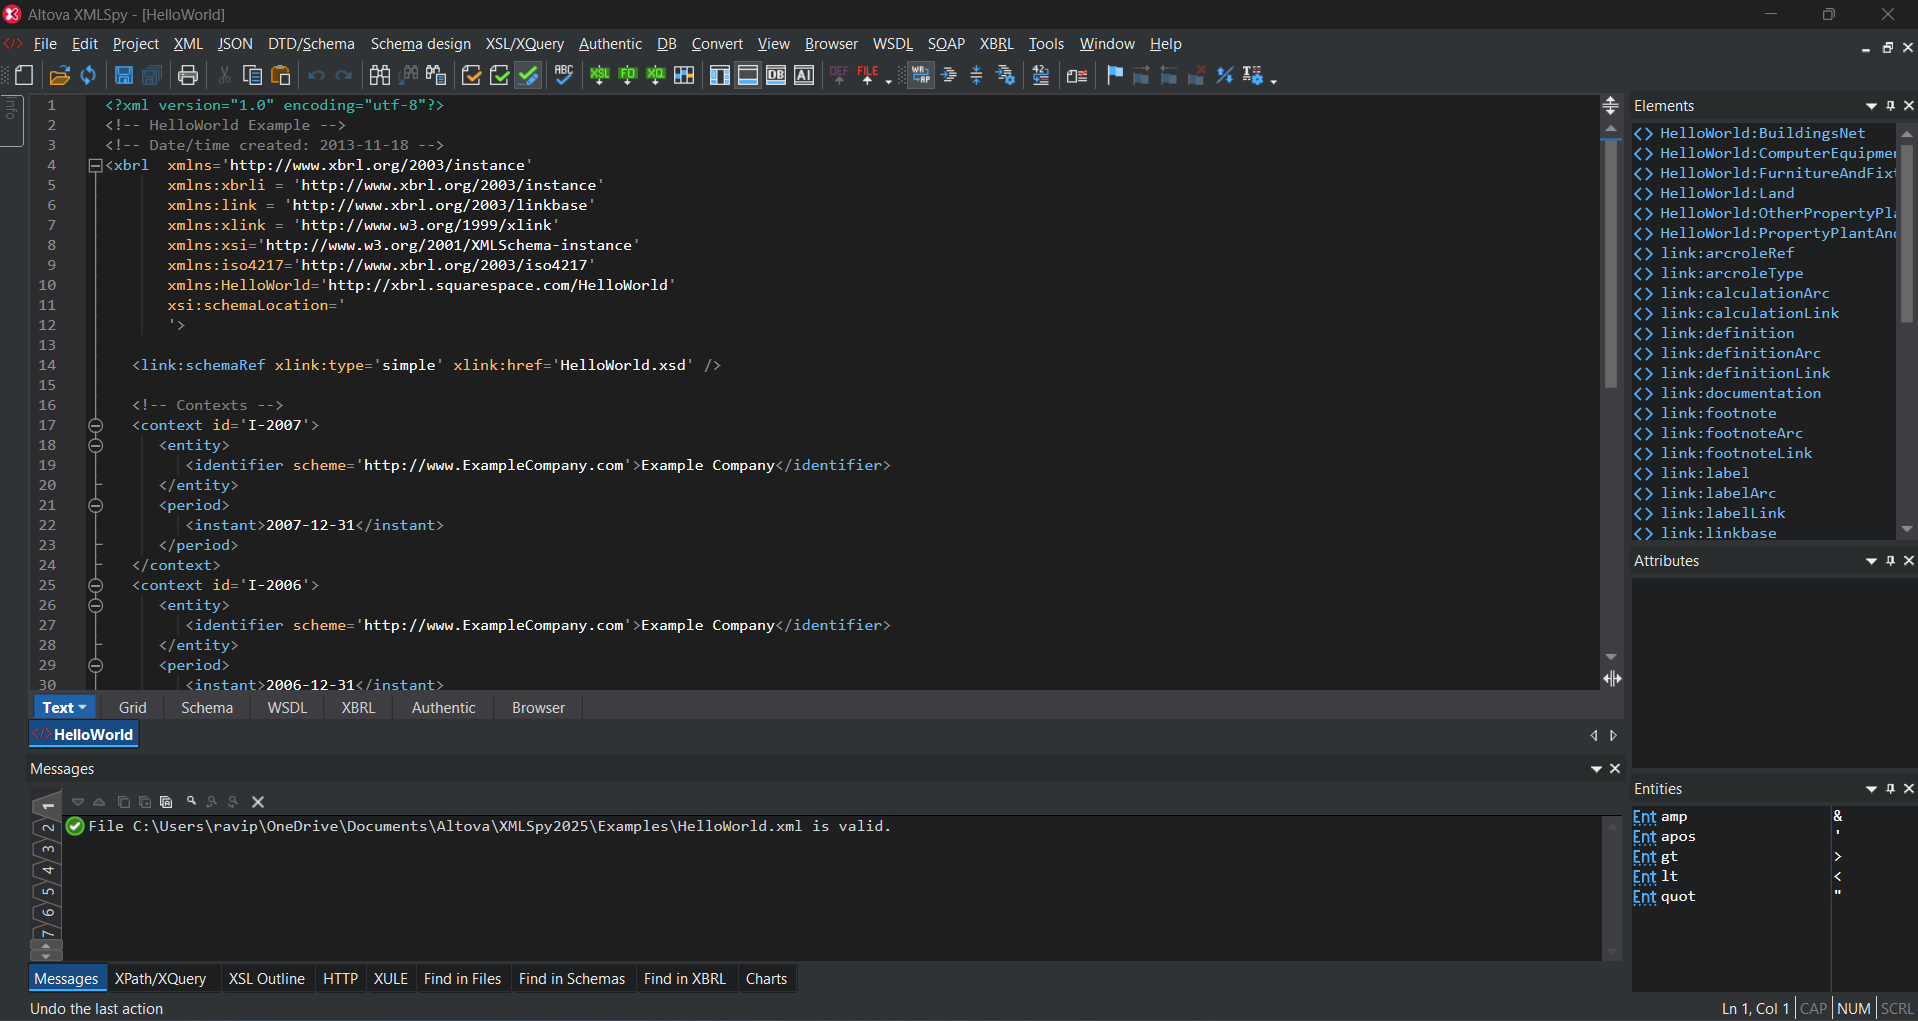 Altova XMLSpy - [HelloWorld]
File Edit Project XML JSON DTD/Schema Schema design XSL/XQuery Authentic DB Convert View Browser WSDL SOAP XBRL Tools Window Help
ABC XSL FO XQ DB AI DEF FILE
nfo
1 <?xml version="1.0" encoding="utf-8"?>
2 <!-- HelloWorld Example -->
3 <!-- Date/time created: 2013-11-18 -->
4 <xbrl xmlns='http://www.xbrl.org/2003/instance'
5 xmlns:xbrli = 'http://www.xbrl.org/2003/instance'
6 xmlns:link = 'http://www.xbrl.org/2003/linkbase'
7 xmlns:xlink = 'http://www.w3.org/1999/xlink'
8 xmlns:xsi='http://www.w3.org/2001/XMLSchema-instance'
9 xmlns:iso4217='http://www.xbrl.org/2003/iso4217'
10 xmlns:HelloWorld='http://xbrl.squarespace.com/HelloWorld'
11 xsi:schemaLocation='
12 '>
13
14 <link:schemaRef xlink:type='simple' xlink:href='HelloWorld.xsd' />
15
16 <!-- Contexts -->
17 <context id='I-2007'>
18 <entity>
19 <identifier scheme='http://www.ExampleCompany.com'>Example Company</identifier>
20 </entity>
21 <period>
22 <instant>2007-12-31</instant>
23 </period>
24 </context>
25 <context id='I-2006'>
26 <entity>
27 <identifier scheme='http://www.ExampleCompany.com'>Example Company</identifier>
28 </entity>
29 <period>
30 <instant>2006-12-31</instant>
Text Grid Schema WSDL XBRL Authentic Browser
HelloWorld
Messages
1
2
3
4
5
6
7
File C:\Users\ravip\OneDrive\Documents\Altova\XMLSpy2025\Examples\HelloWorld.xml is valid.
Messages XPath/XQuery XSL Outline HTTP XULE Find in Files Find in Schemas Find in XBRL Charts
Undo the last action
Elements
HelloWorld:BuildingsNet
HelloWorld:ComputerEquipme
HelloWorld:FurnitureAndFix
HelloWorld:Land
HelloWorld:OtherPropertyPl
HelloWorld:PropertyPlantAn
link:arcroleRef
link:arcroleType
link:calculationArc
link:calculationLink
link:definition
link:definitionArc
link:definitionLink
link:documentation
link:footnote
link:footnoteArc
link:footnoteLink
link:label
link:labelArc
link:labelLink
link:linkbase
Attributes
Entities
Ent amp &
Ent apos '
Ent gt >
Ent lt <
Ent quot "
Ln 1, Col 1 CAP NUM SCRL